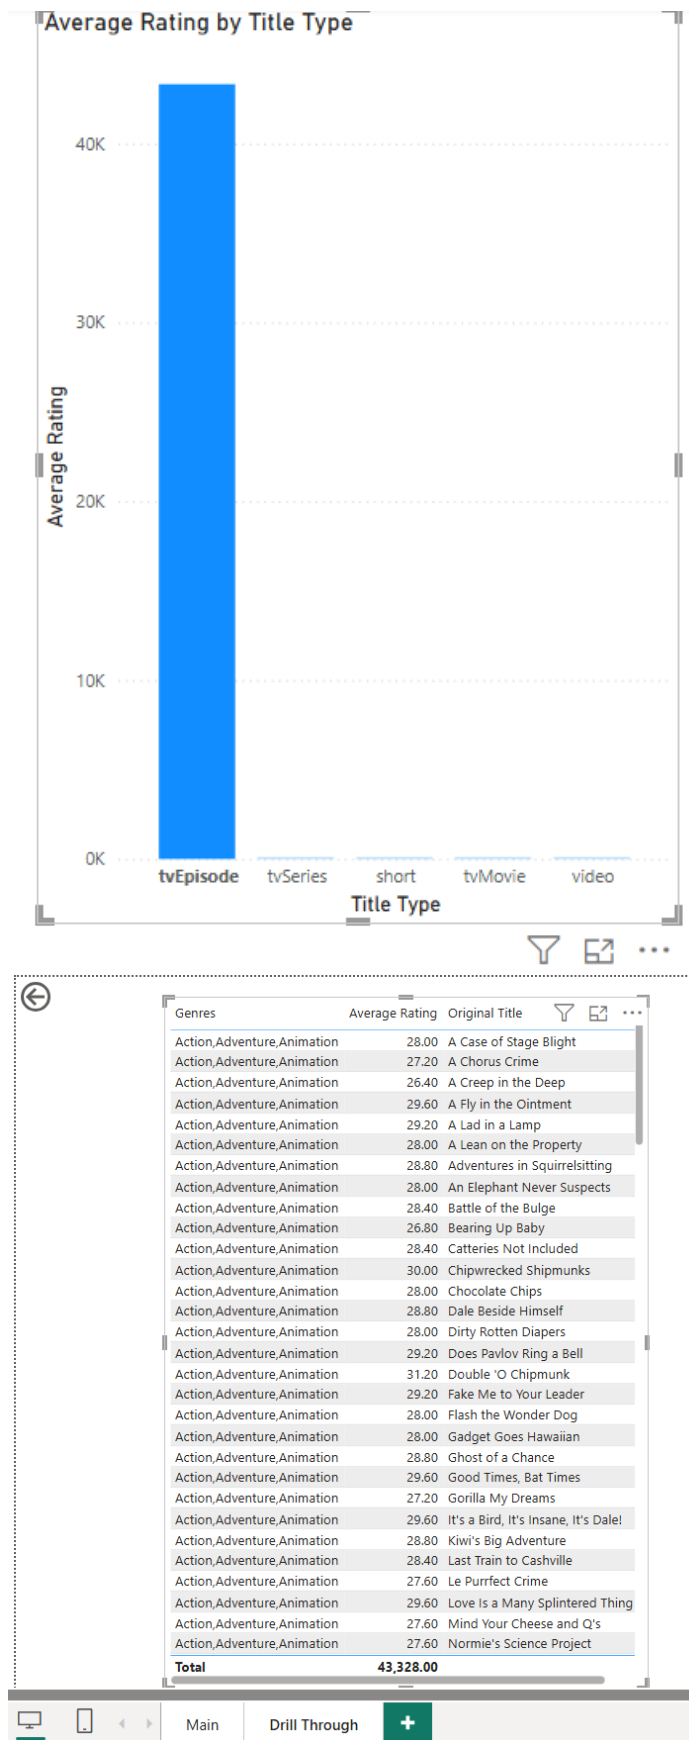 Average Rating by Title Type
40K
30K
20K
10K
0K
Average Rating
tvEpisode tvSeries short tvMovie video
Title Type
Genres Average Rating Original Title
Action,Adventure,Animation 28.00 A Case of Stage Blight
Action,Adventure,Animation 27.20 A Chorus Crime
Action,Adventure,Animation 26.40 A Creep in the Deep
Action,Adventure,Animation 29.60 A Fly in the Ointment
Action,Adventure,Animation 29.20 A Lad in a Lamp
Action,Adventure,Animation 28.00 A Lean on the Property
Action,Adventure,Animation 28.80 Adventures in Squirrelsitting
Action,Adventure,Animation 28.00 An Elephant Never Suspects
Action,Adventure,Animation 28.40 Battle of the Bulge
Action,Adventure,Animation 26.80 Bearing Up Baby
Action,Adventure,Animation 28.40 Catteries Not Included
Action,Adventure,Animation 30.00 Chipwrecked Shipmunks
Action,Adventure,Animation 28.00 Chocolate Chips
Action,Adventure,Animation 28.80 Dale Beside Himself
Action,Adventure,Animation 28.00 Dirty Rotten Diapers
Action,Adventure,Animation 29.20 Does Pavlov Ring a Bell
Action,Adventure,Animation 31.20 Double 'O Chipmunk
Action,Adventure,Animation 29.20 Fake Me to Your Leader
Action,Adventure,Animation 28.00 Flash the Wonder Dog
Action,Adventure,Animation 28.00 Gadget Goes Hawaiian
Action,Adventure,Animation 28.80 Ghost of a Chance
Action,Adventure,Animation 29.60 Good Times, Bat Times
Action,Adventure,Animation 27.20 Gorilla My Dreams
Action,Adventure,Animation 29.60 It's a Bird, It's Insane, It's Dale!
Action,Adventure,Animation 28.80 Kiwi's Big Adventure
Action,Adventure,Animation 28.40 Last Train to Cashville
Action,Adventure,Animation 27.60 Le Purrfect Crime
Action,Adventure,Animation 29.60 Love Is a Many Splintered Thing
Action,Adventure,Animation 27.60 Mind Your Cheese and Q's
Action,Adventure,Animation 27.60 Normie's Science Project
Total 43,328.00
Main Drill Through +